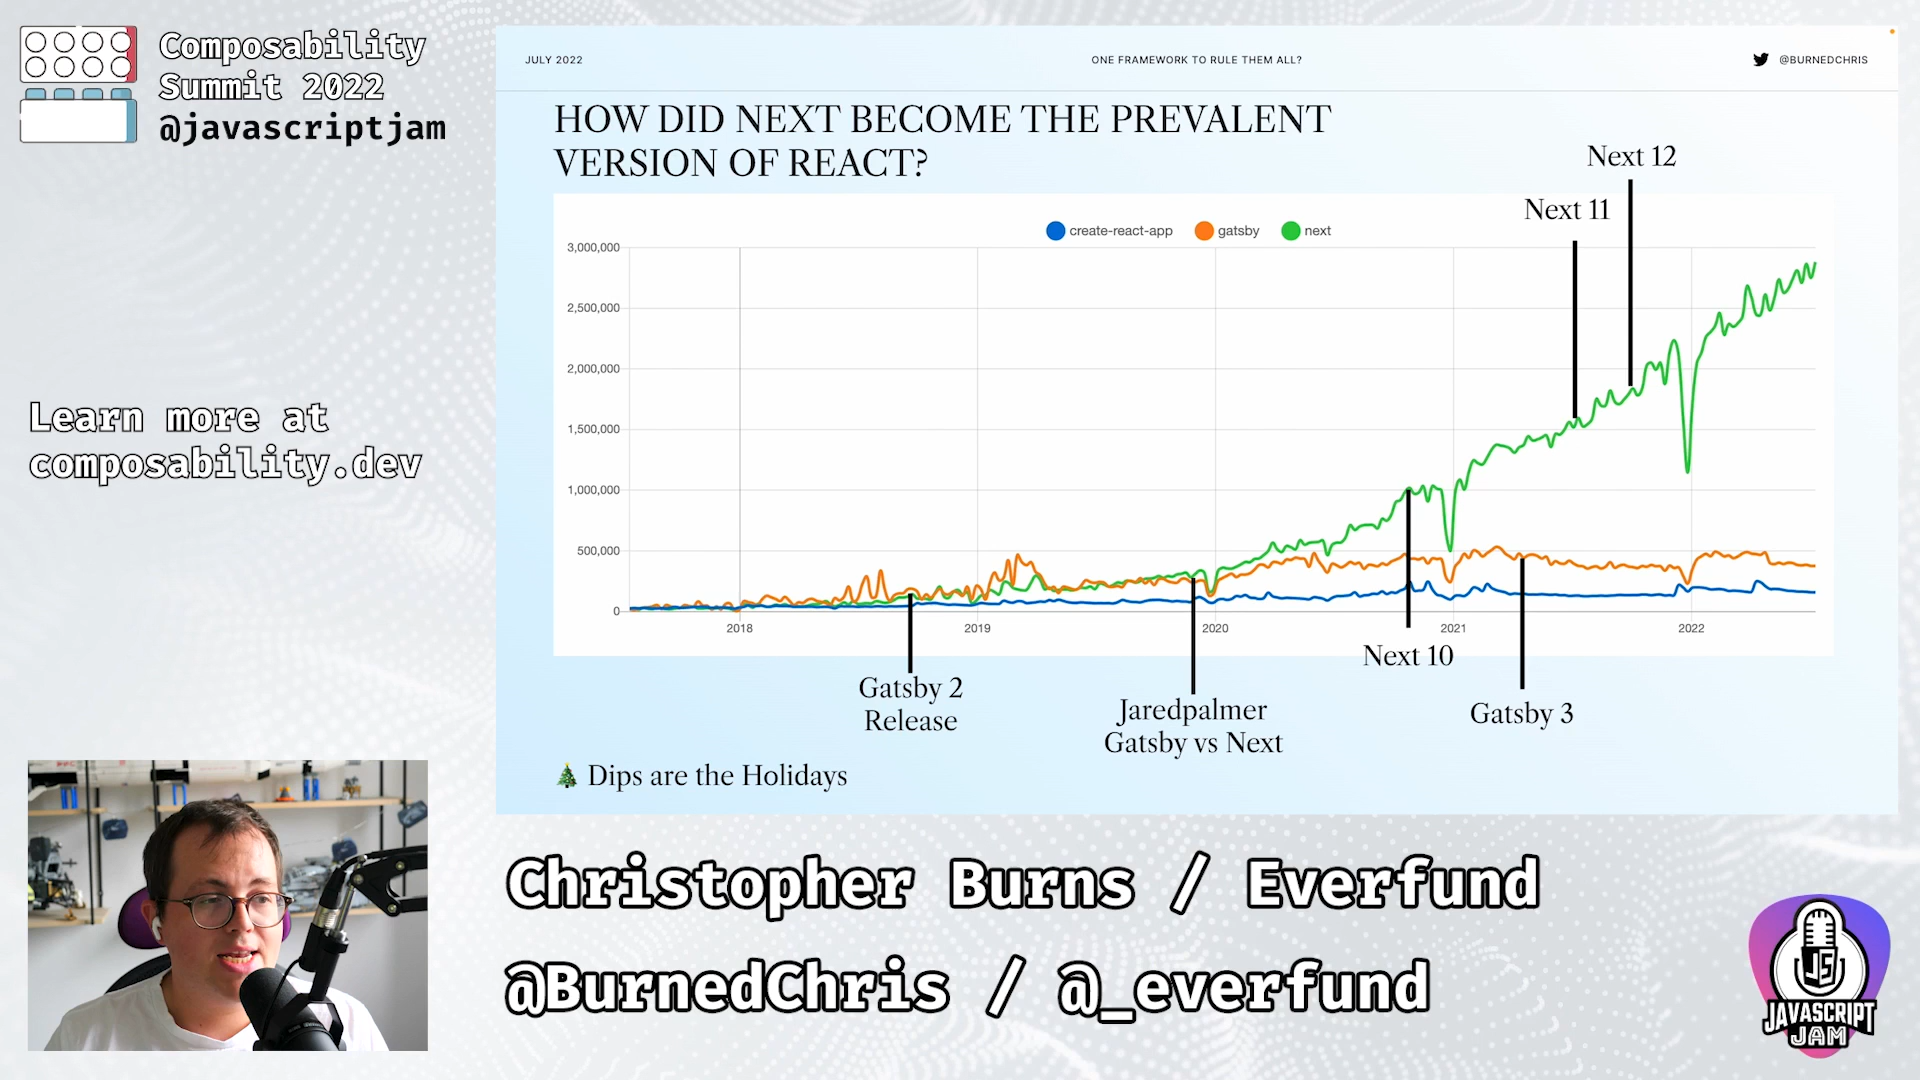 Composability
Summit 2022
@javascriptjam
Learn more at
composability.dev
JULY 2022
ONE FRAMEWORK TO RULE THEM ALL?
@BURNEDCHRIS
HOW DID NEXT BECOME THE PREVALENT
VERSION OF REACT?
Next 12
Next 11
create-react-app
gatsby
next
3,000,000
2,500,000
2,000,000
1,500,000
1,000,000
500,000
0
2018
2019
2020
2021
2022
Next 10
Gatsby 2
Release
Jaredpalmer
Gatsby vs Next
Gatsby 3
🎄 Dips are the Holidays
Christopher Burns / Everfund
@BurnedChris / @_everfund
JS
JAVASCRIPT
JAM